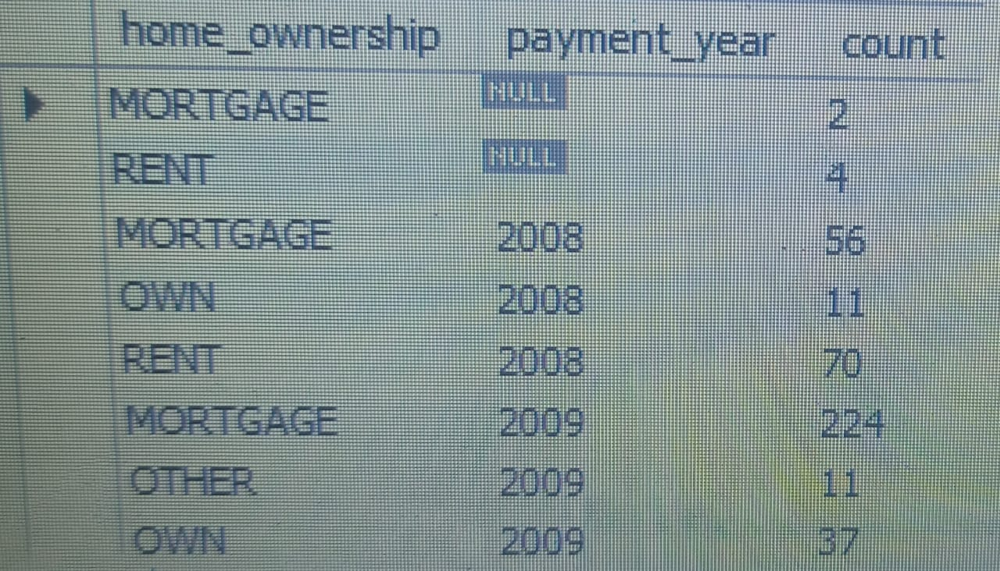 home_ownership payment_year count
MORTGAGE NULL 2
RENT NULL 4
MORTGAGE 2008 56
OWN 2008 11
RENT 2008 70
MORTGAGE 2009 224
OTHER 2009 11
OWN 2009 37